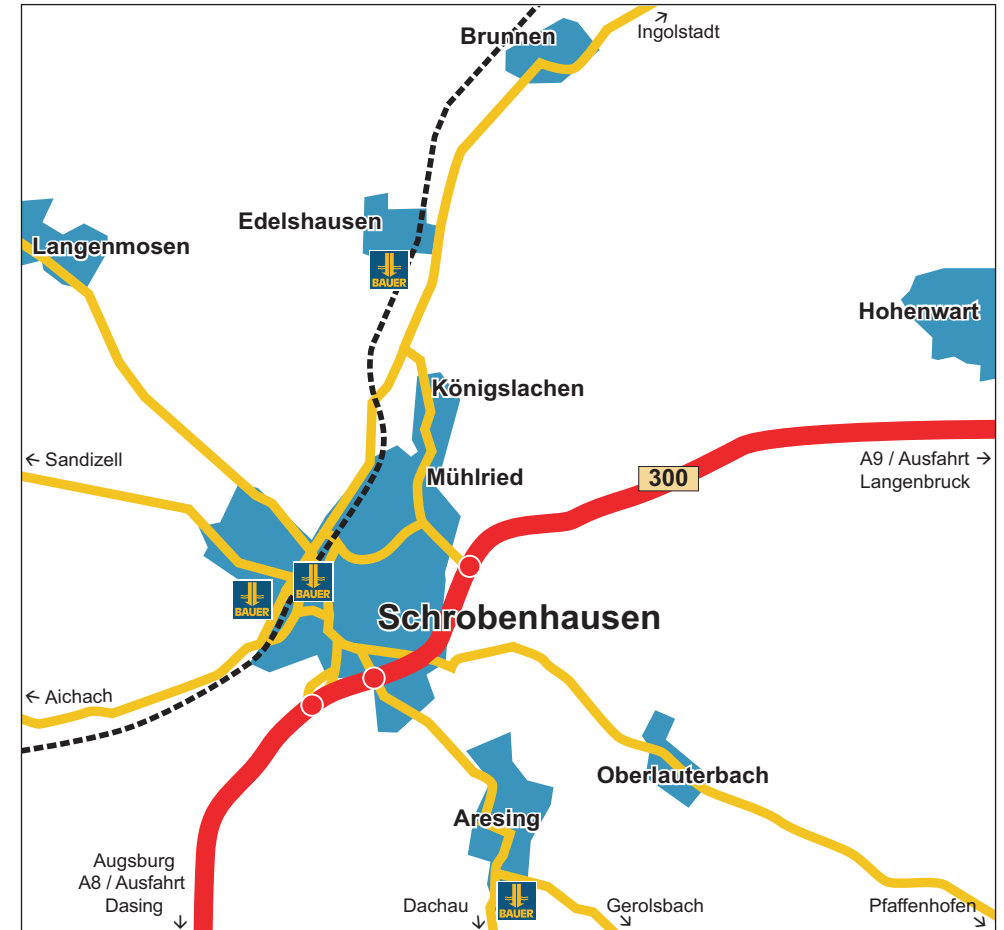 Brunnen
Ingolstadt
Edelshausen
Langenmosen
BAUER
Hohenwart
Königslachen
← Sandizell
Mühlried
300
A9 / Ausfahrt →
Langenbruck
BAUER
BAUER
Schrobenhausen
← Aichach
Oberlauterbach
Aresing
Augsburg
A8 / Ausfahrt
Dasing
Dachau
BAUER
Gerolsbach
Pfaffenhofen